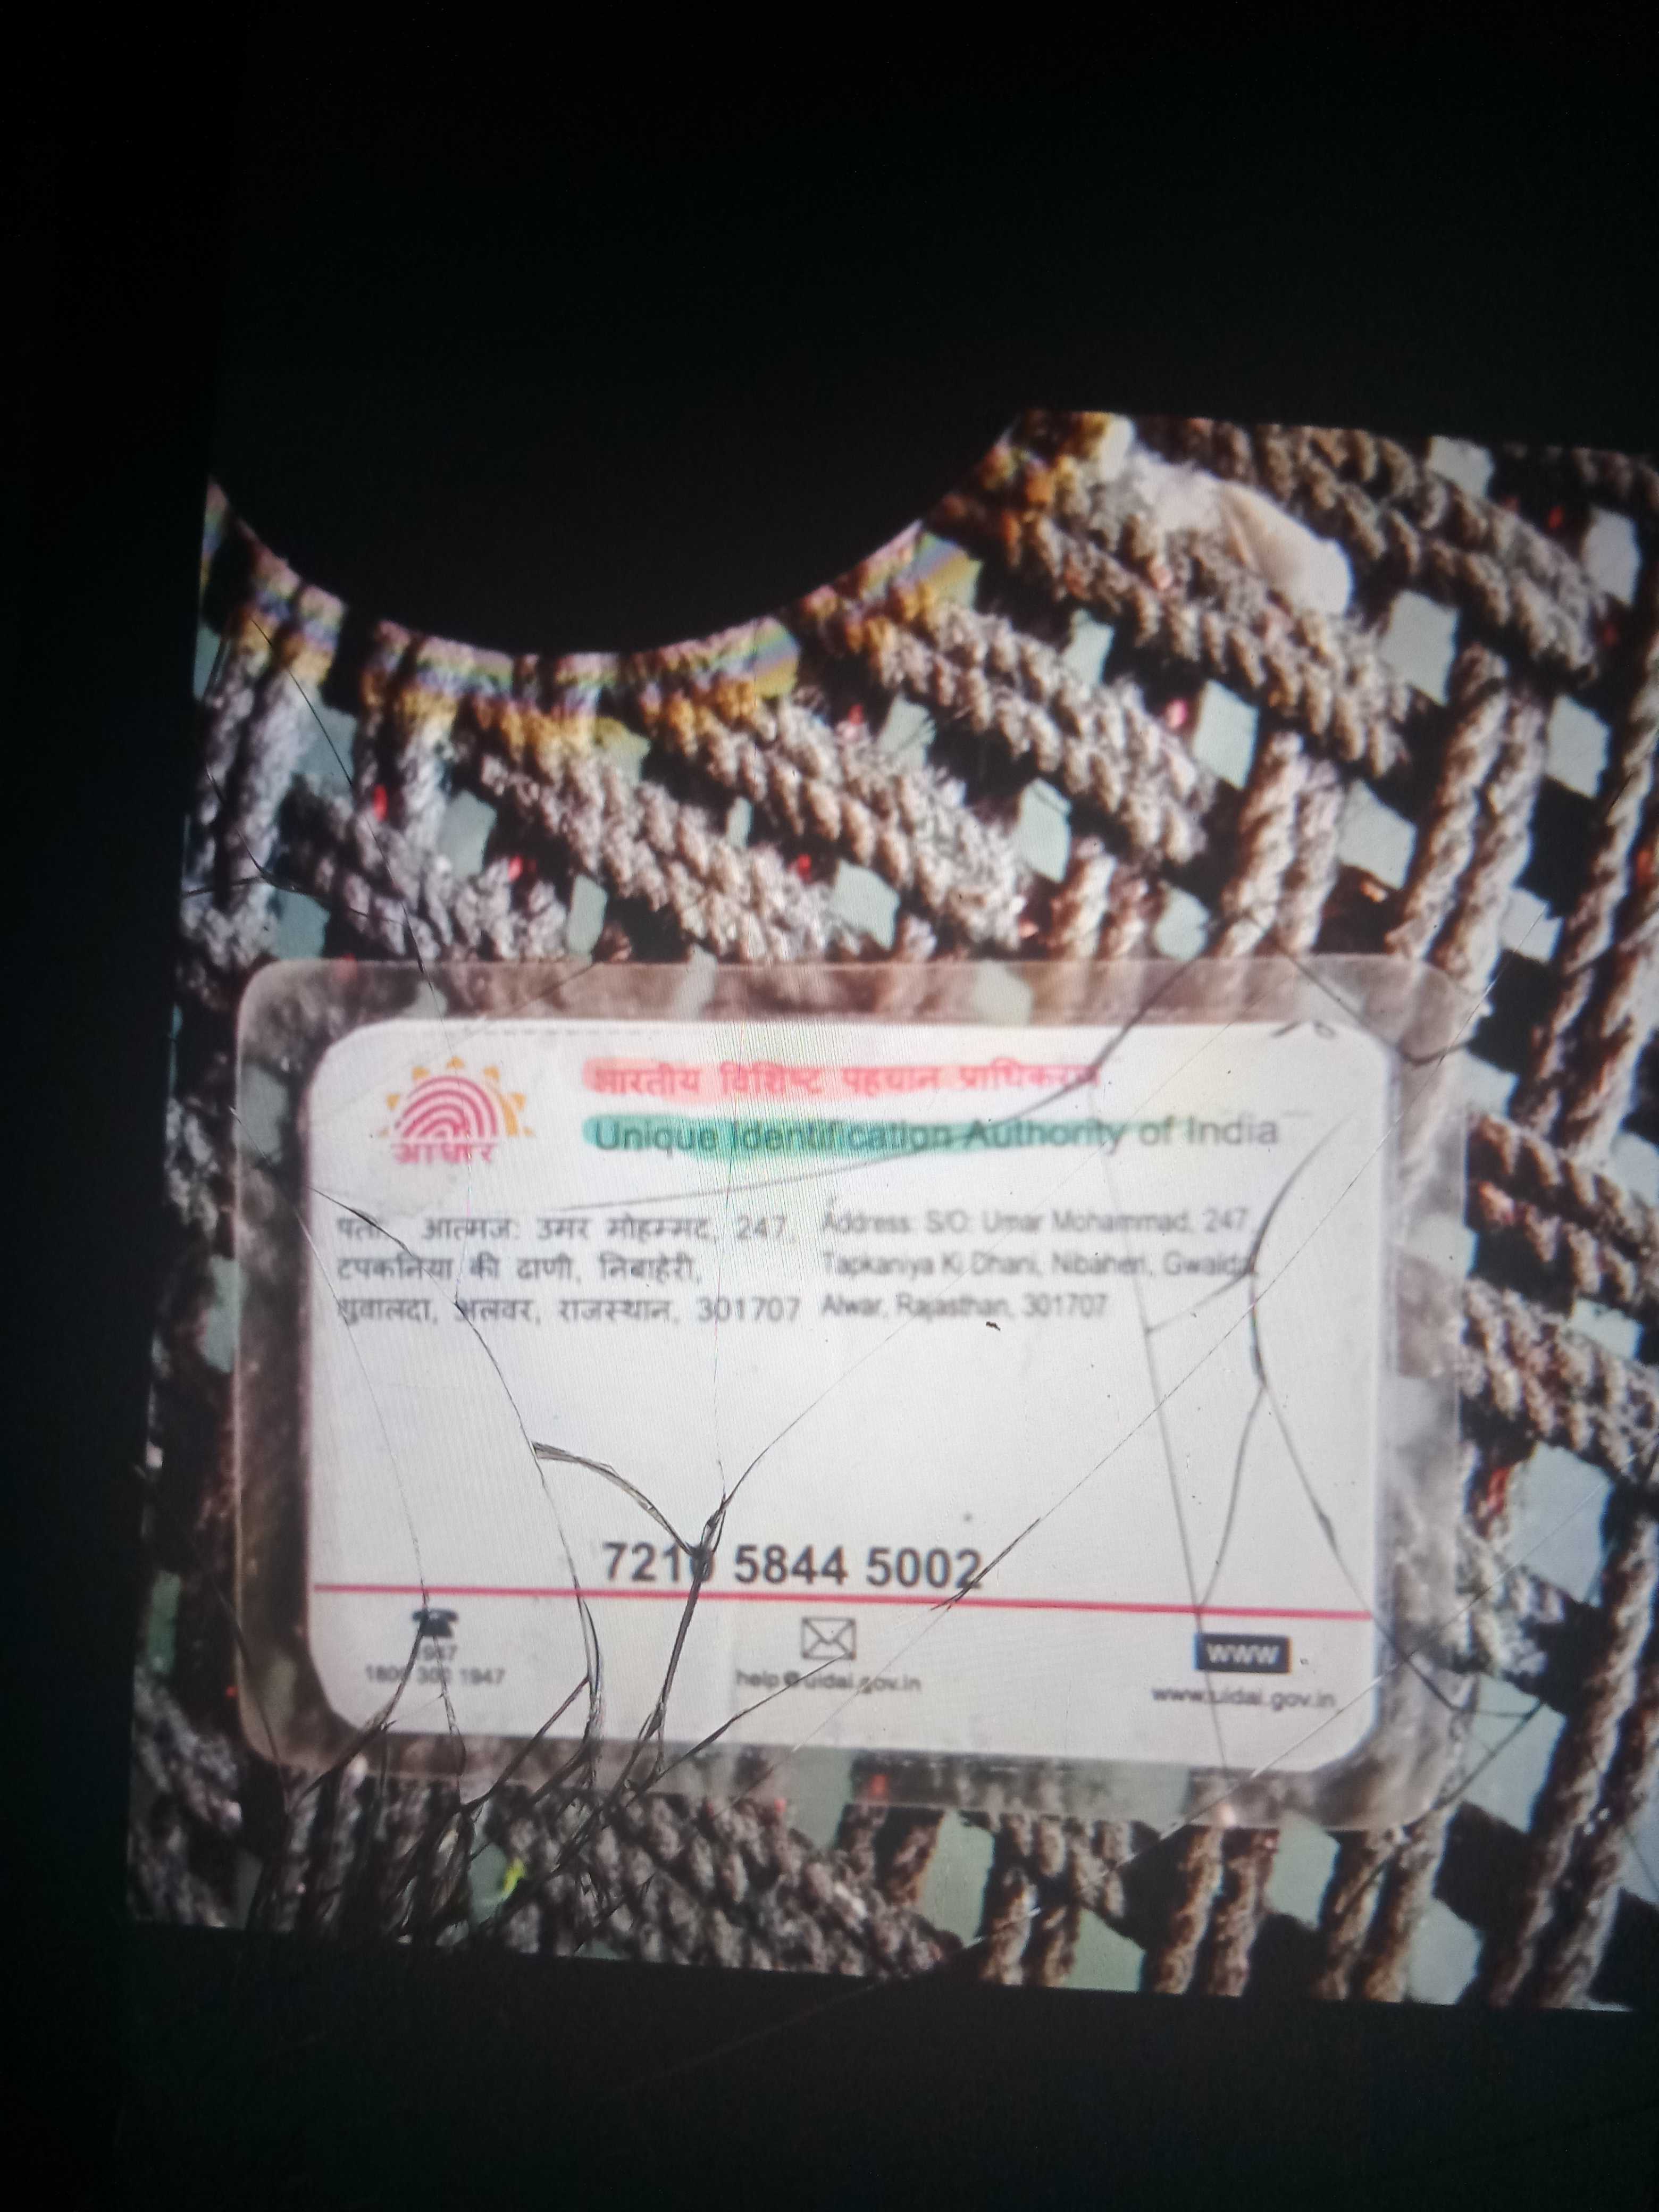 आधार
भारतीय विशिष्ट पहचान प्राधिकरण
Unique Identification Authority of India
पता: आत्मज: उमर मोहम्मद, 247,
टपकनिया की ढाणी, निबाहेरी,
घुवालदा, अलवर, राजस्थान, 301707
Address: S/O: Umar Mohammad, 247,
Tapkaniya Ki Dhani, Nibaheri, Gwalda,
Alwar, Rajasthan, 301707
7210 5844 5002
1947
1800 300 1947
help@uidai.gov.in
www
www.uidai.gov.in